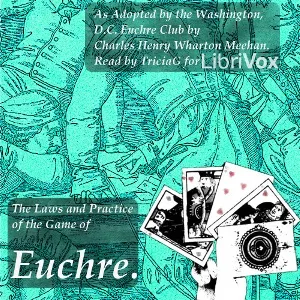 As Adopted by the Washington,
D.C. Euchre Club by
Charles Henry Wharton Meehan.
Read by TriciaG for LibriVox
The Laws and Practice
of the Game of
Euchre.